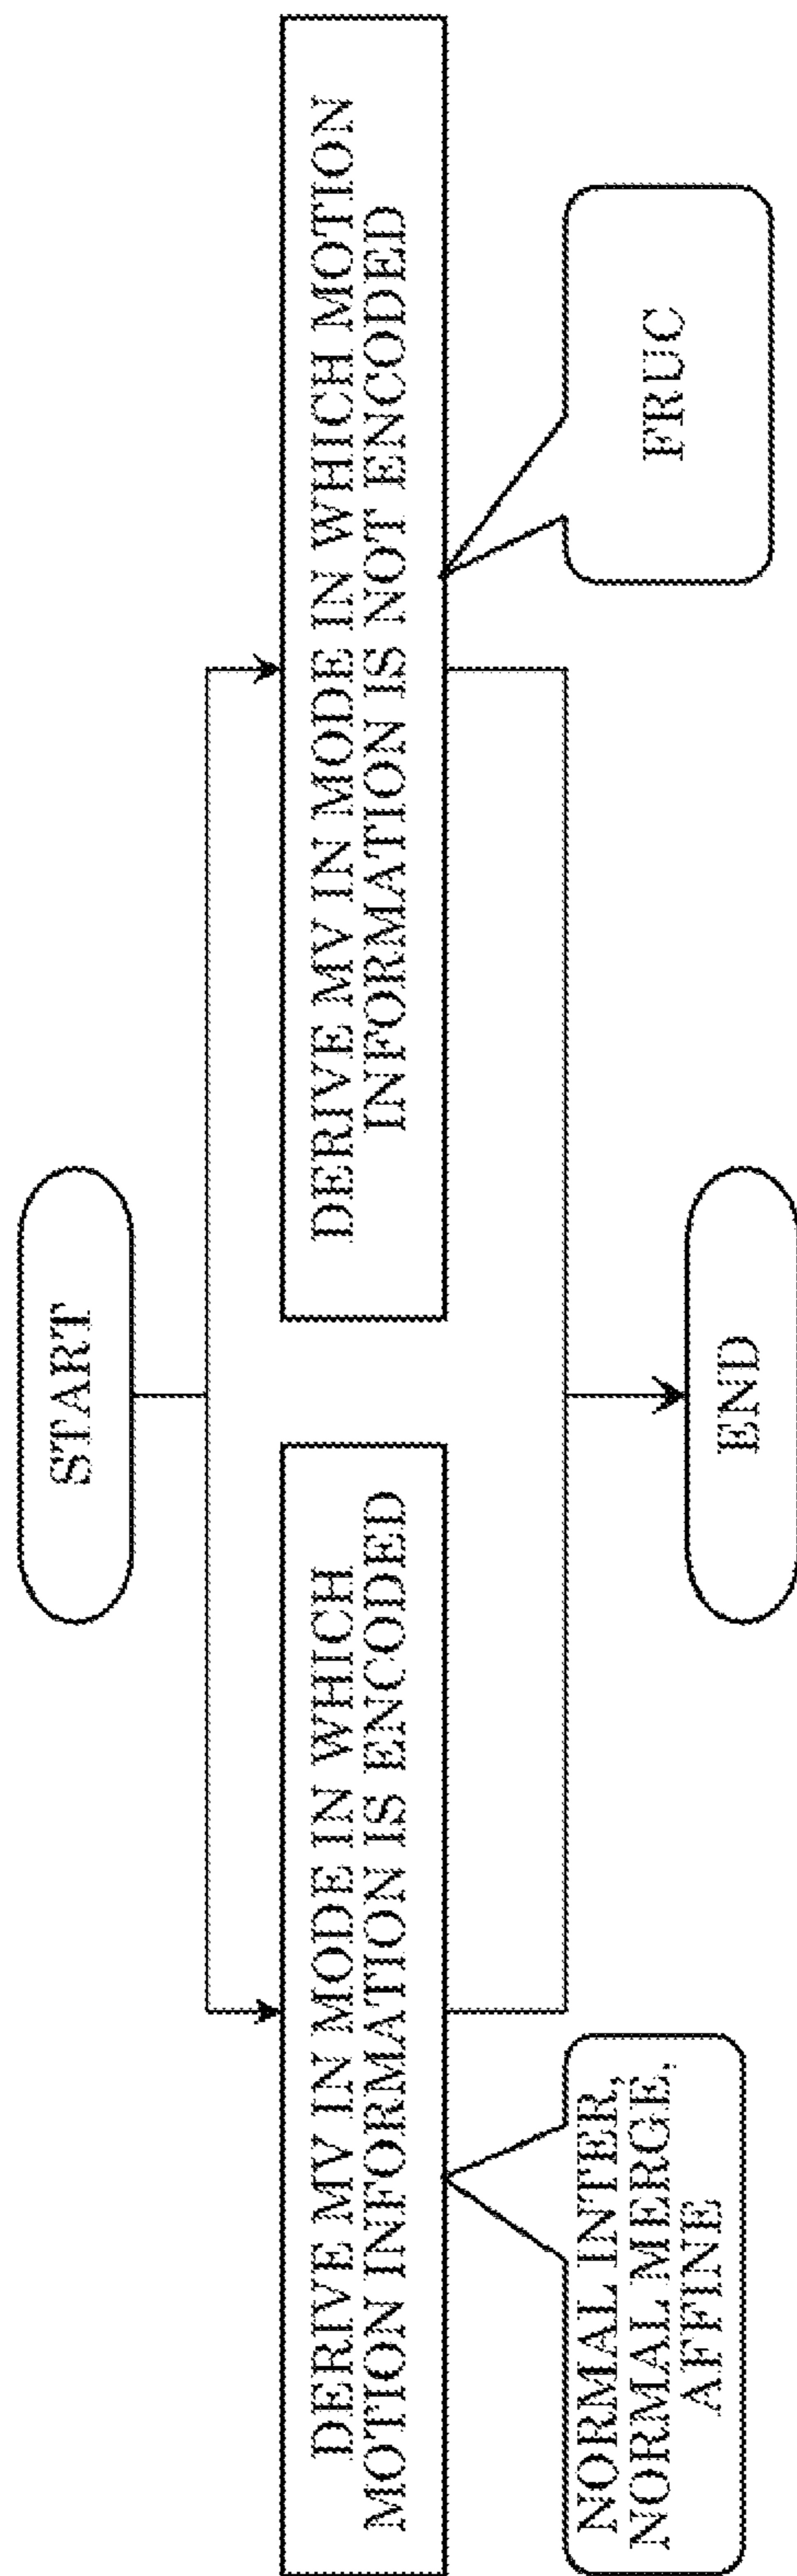 START
DERIVE MV IN MODE IN WHICH
MOTION INFORMATION IS ENCODED
DERIVE MV IN MODE IN WHICH MOTION
INFORMATION IS NOT ENCODED
NORMAL INTER,
NORMAL MERGE,
AFFINE
FRUC
END